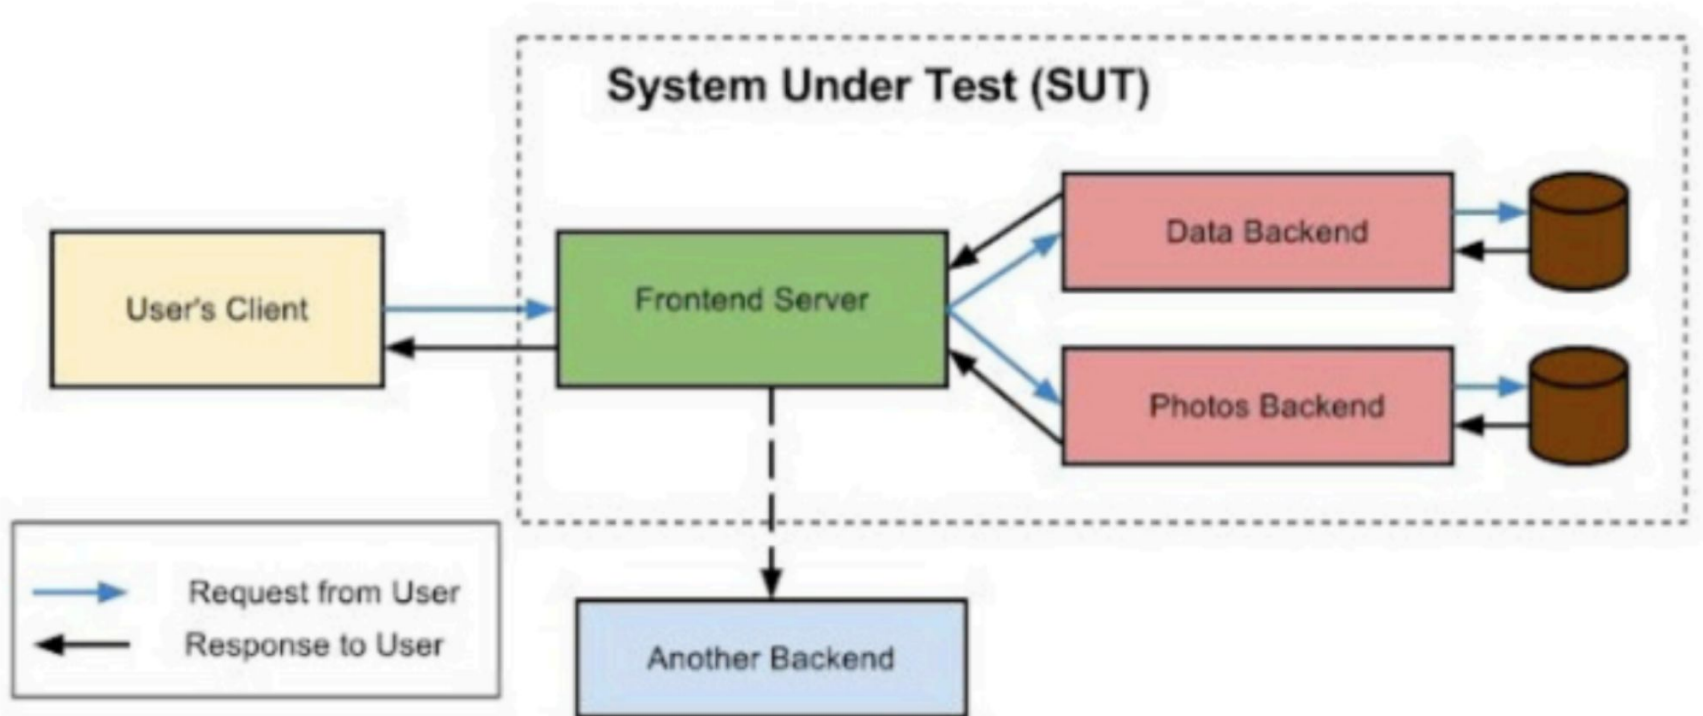 System Under Test (SUT)
Data Backend
User's Client
Frontend Server
Photos Backend
Request from User
Response to User
Another Backend